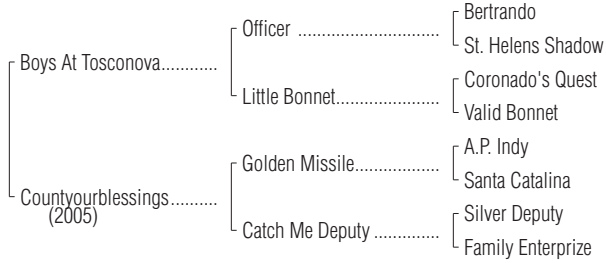 Bertrando
Officer ................................
St. Helens Shadow
Boys At Tosconova............
Coronado's Quest
Little Bonnet.......................
Valid Bonnet
A.P. Indy
Golden Missile...................
Santa Catalina
Countyourblessings..........
(2005)
Silver Deputy
Catch Me Deputy ...............
Family Enterprize